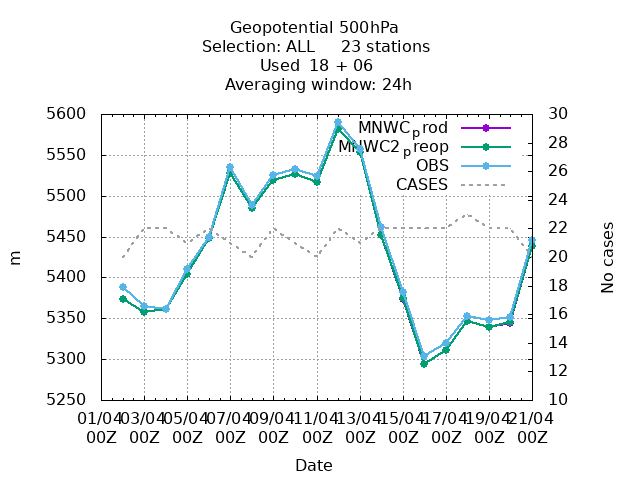 Geopotential 500hPa
Selection: ALL 23 stations
Used 18 + 06
Averaging window: 24h
5600
5550
5500
5450
5400
5350
5300
5250
m
30
28
26
24
22
20
18
16
14
12
10
No cases
MNWCprod
MNWC2preop
OBS
CASES
01/04 03/04 05/04 07/04 09/04 11/04 13/04 15/04 17/04 19/04 21/04
00Z 00Z 00Z 00Z 00Z 00Z 00Z 00Z 00Z 00Z 00Z
Date